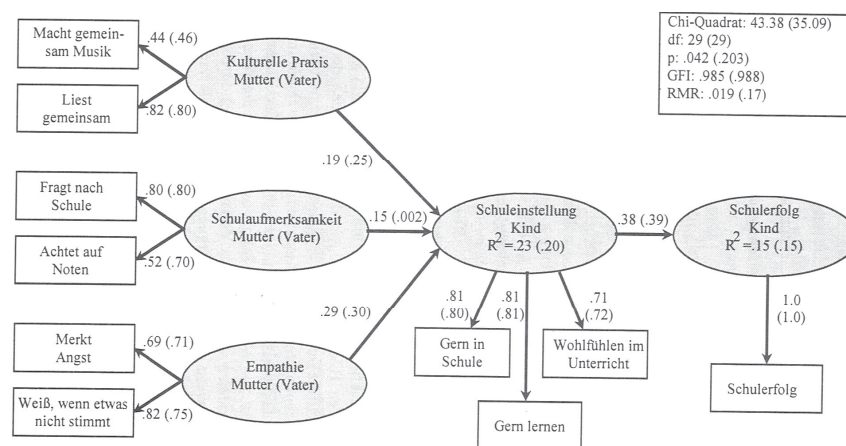 Macht gemein-
sam Musik
.44 (.46)
Kulturelle Praxis
Mutter (Vater)
Liest
gemeinsam
.82 (.80)
Chi-Quadrat: 43.38 (35.09)
df: 29 (29)
p: .042 (.203)
GFI: .985 (.988)
RMR: .019 (.17)
.19 (.25)
Fragt nach
Schule
.80 (.80)
Schulaufmerksamkeit
Mutter (Vater)
.15 (.002)
Achtet auf
Noten
.52 (.70)
Schuleinstellung
Kind
R² =.23 (.20)
.38 (.39)
Schulerfolg
Kind
R² =.15 (.15)
.29 (.30)
Merkt
Angst
.69 (.71)
Empathie
Mutter (Vater)
Weiß, wenn etwas
nicht stimmt
.82 (.75)
.81
(.80)
.81
(.81)
.71
(.72)
1.0
(1.0)
Gern in
Schule
Wohlfühlen im
Unterricht
Gern lernen
Schulerfolg